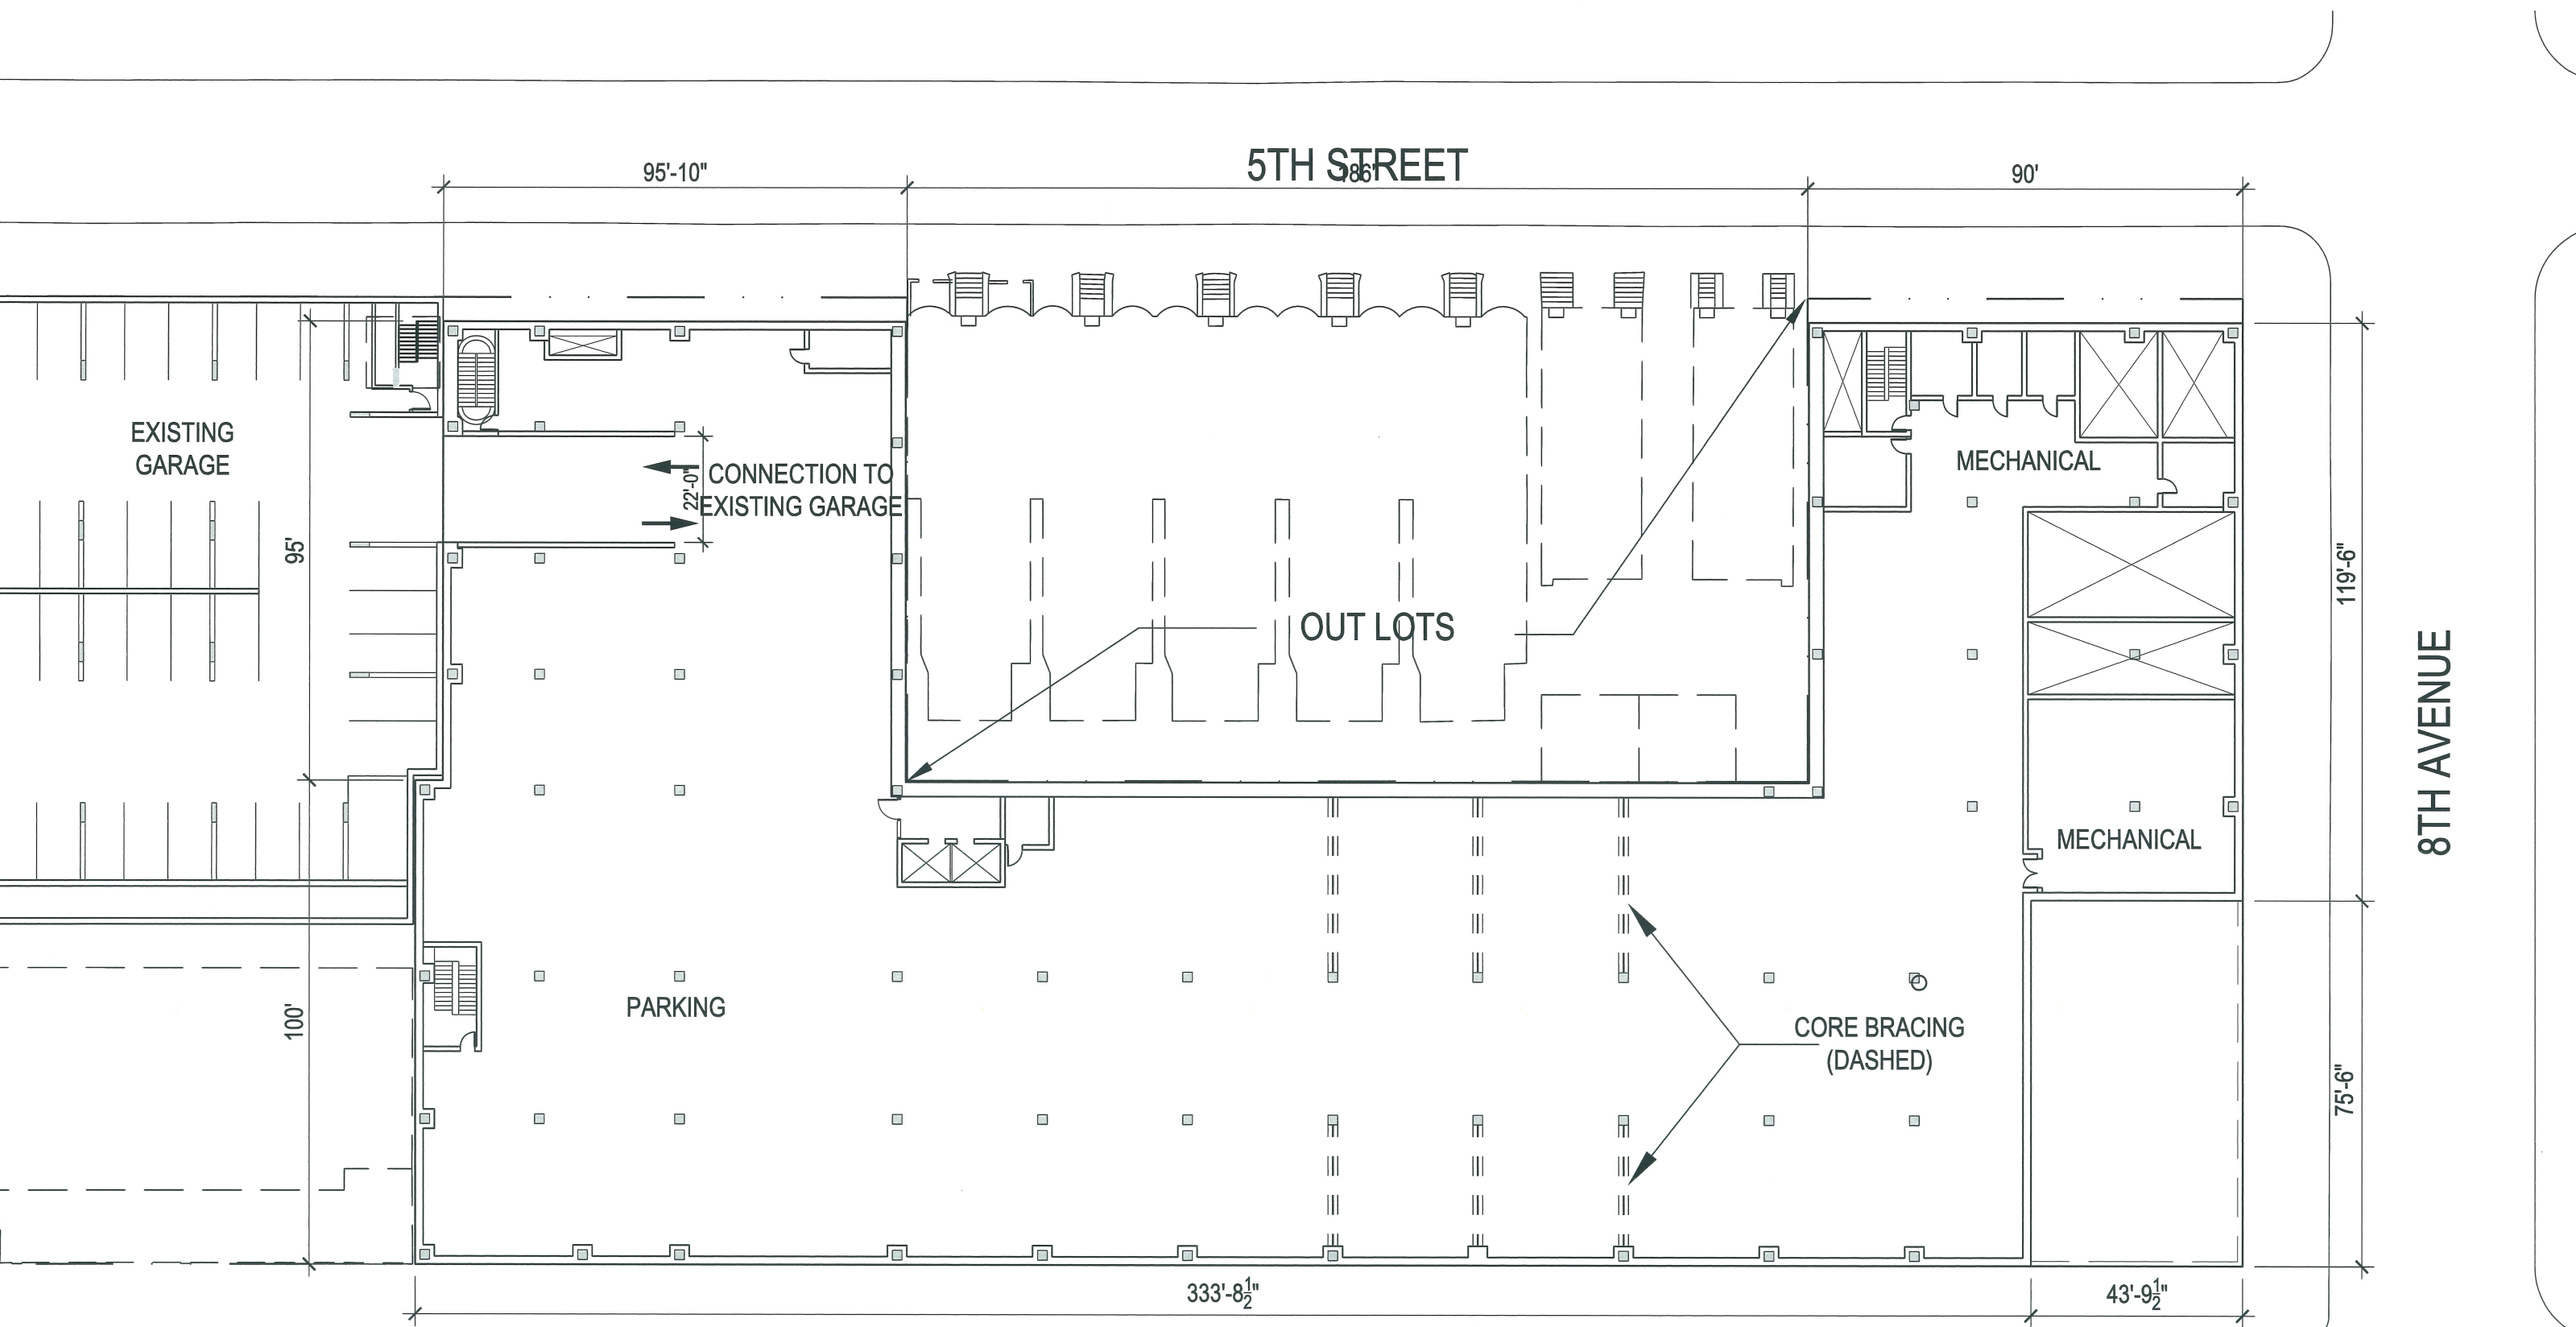 5TH STREET
95'-10"
186'
90'
EXISTING
GARAGE
CONNECTION TO
EXISTING GARAGE
22'-0"
MECHANICAL
95'
119'-6"
OUT LOTS
8TH AVENUE
MECHANICAL
PARKING
100'
CORE BRACING
(DASHED)
75'-6"
333'-8½"
43'-9½"